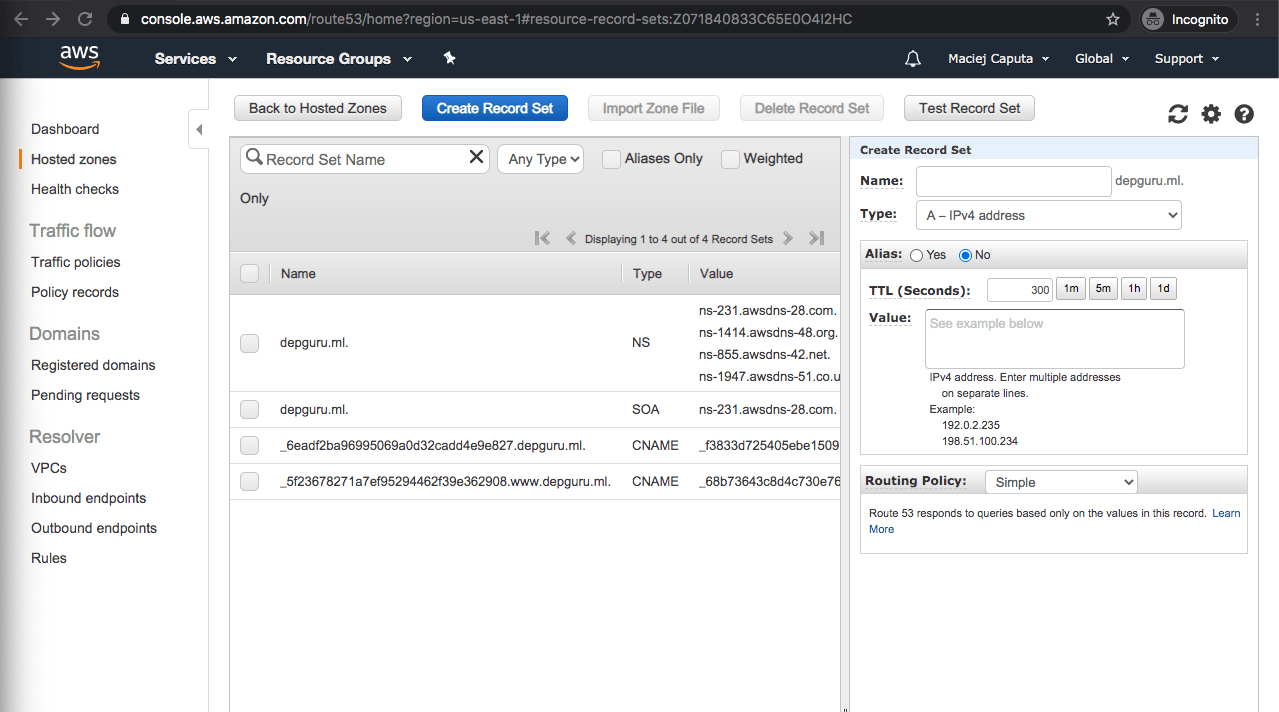 console.aws.amazon.com/route53/home?region=us-east-1#resource-record-sets:Z071840833C65E0O4I2HC
Incognito
aws
Services
Resource Groups
Maciej Caputa
Global
Support
Dashboard
Hosted zones
Health checks
Traffic flow
Traffic policies
Policy records
Domains
Registered domains
Pending requests
Resolver
VPCs
Inbound endpoints
Outbound endpoints
Rules
Back to Hosted Zones
Create Record Set
Import Zone File
Delete Record Set
Test Record Set
Record Set Name
Any Type
Aliases Only
Weighted
Only
Displaying 1 to 4 out of 4 Record Sets
Name Type Value
depguru.ml. NS ns-231.awsdns-28.com.
ns-1414.awsdns-48.org.
ns-855.awsdns-42.net.
ns-1947.awsdns-51.co.u
depguru.ml. SOA ns-231.awsdns-28.com.
_6eadf2ba96995069a0d32cadd4e9e827.depguru.ml. CNAME _f3833d725405ebe1509
_5f23678271a7ef95294462f39e362908.www.depguru.ml. CNAME _68b73643c8d4c730e76
Create Record Set
Name: depguru.ml.
Type: A – IPv4 address
Alias: Yes No
TTL (Seconds): 300 1m 5m 1h 1d
Value: See example below
IPv4 address. Enter multiple addresses
on separate lines.
Example:
192.0.2.235
198.51.100.234
Routing Policy: Simple
Route 53 responds to queries based only on the values in this record. Learn
More